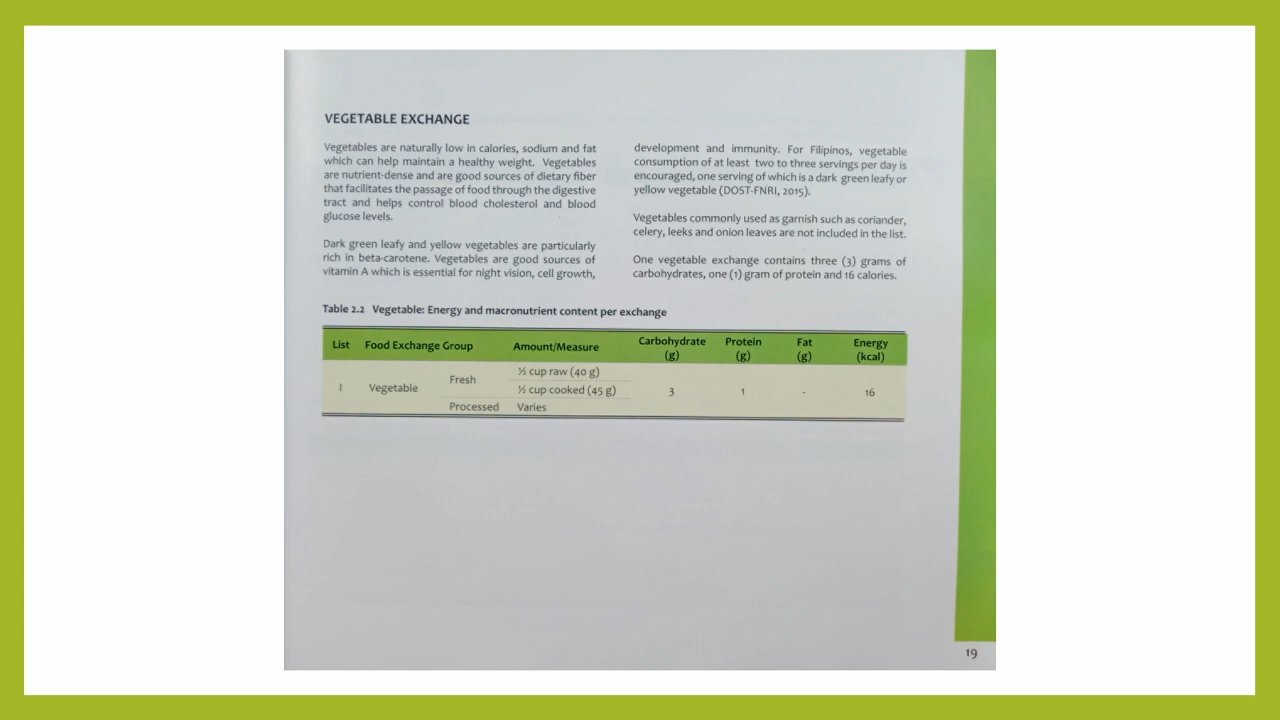 VEGETABLE EXCHANGE
Vegetables are naturally low in calories, sodium and fat
which can help maintain a healthy weight. Vegetables
are nutrient-dense and are good sources of dietary fiber
that facilitates the passage of food through the digestive
tract and helps control blood cholesterol and blood
glucose levels.
Dark green leafy and yellow vegetables are particularly
rich in beta-carotene. Vegetables are good sources of
vitamin A which is essential for night vision, cell growth,
development and immunity. For Filipinos, vegetable
consumption of at least two to three servings per day is
encouraged, one serving of which is a dark green leafy or
yellow vegetable (DOST-FNRI, 2015).
Vegetables commonly used as garnish such as coriander,
celery, leeks and onion leaves are not included in the list.
One vegetable exchange contains three (3) grams of
carbohydrates, one (1) gram of protein and 16 calories.
Table 2.2 Vegetable: Energy and macronutrient content per exchange
List Food Exchange Group Amount/Measure Carbohydrate (g) Protein (g) Fat (g) Energy (kcal)
I Vegetable Fresh ½ cup raw (40 g) 3 1 - 16
½ cup cooked (45 g)
Processed Varies
19